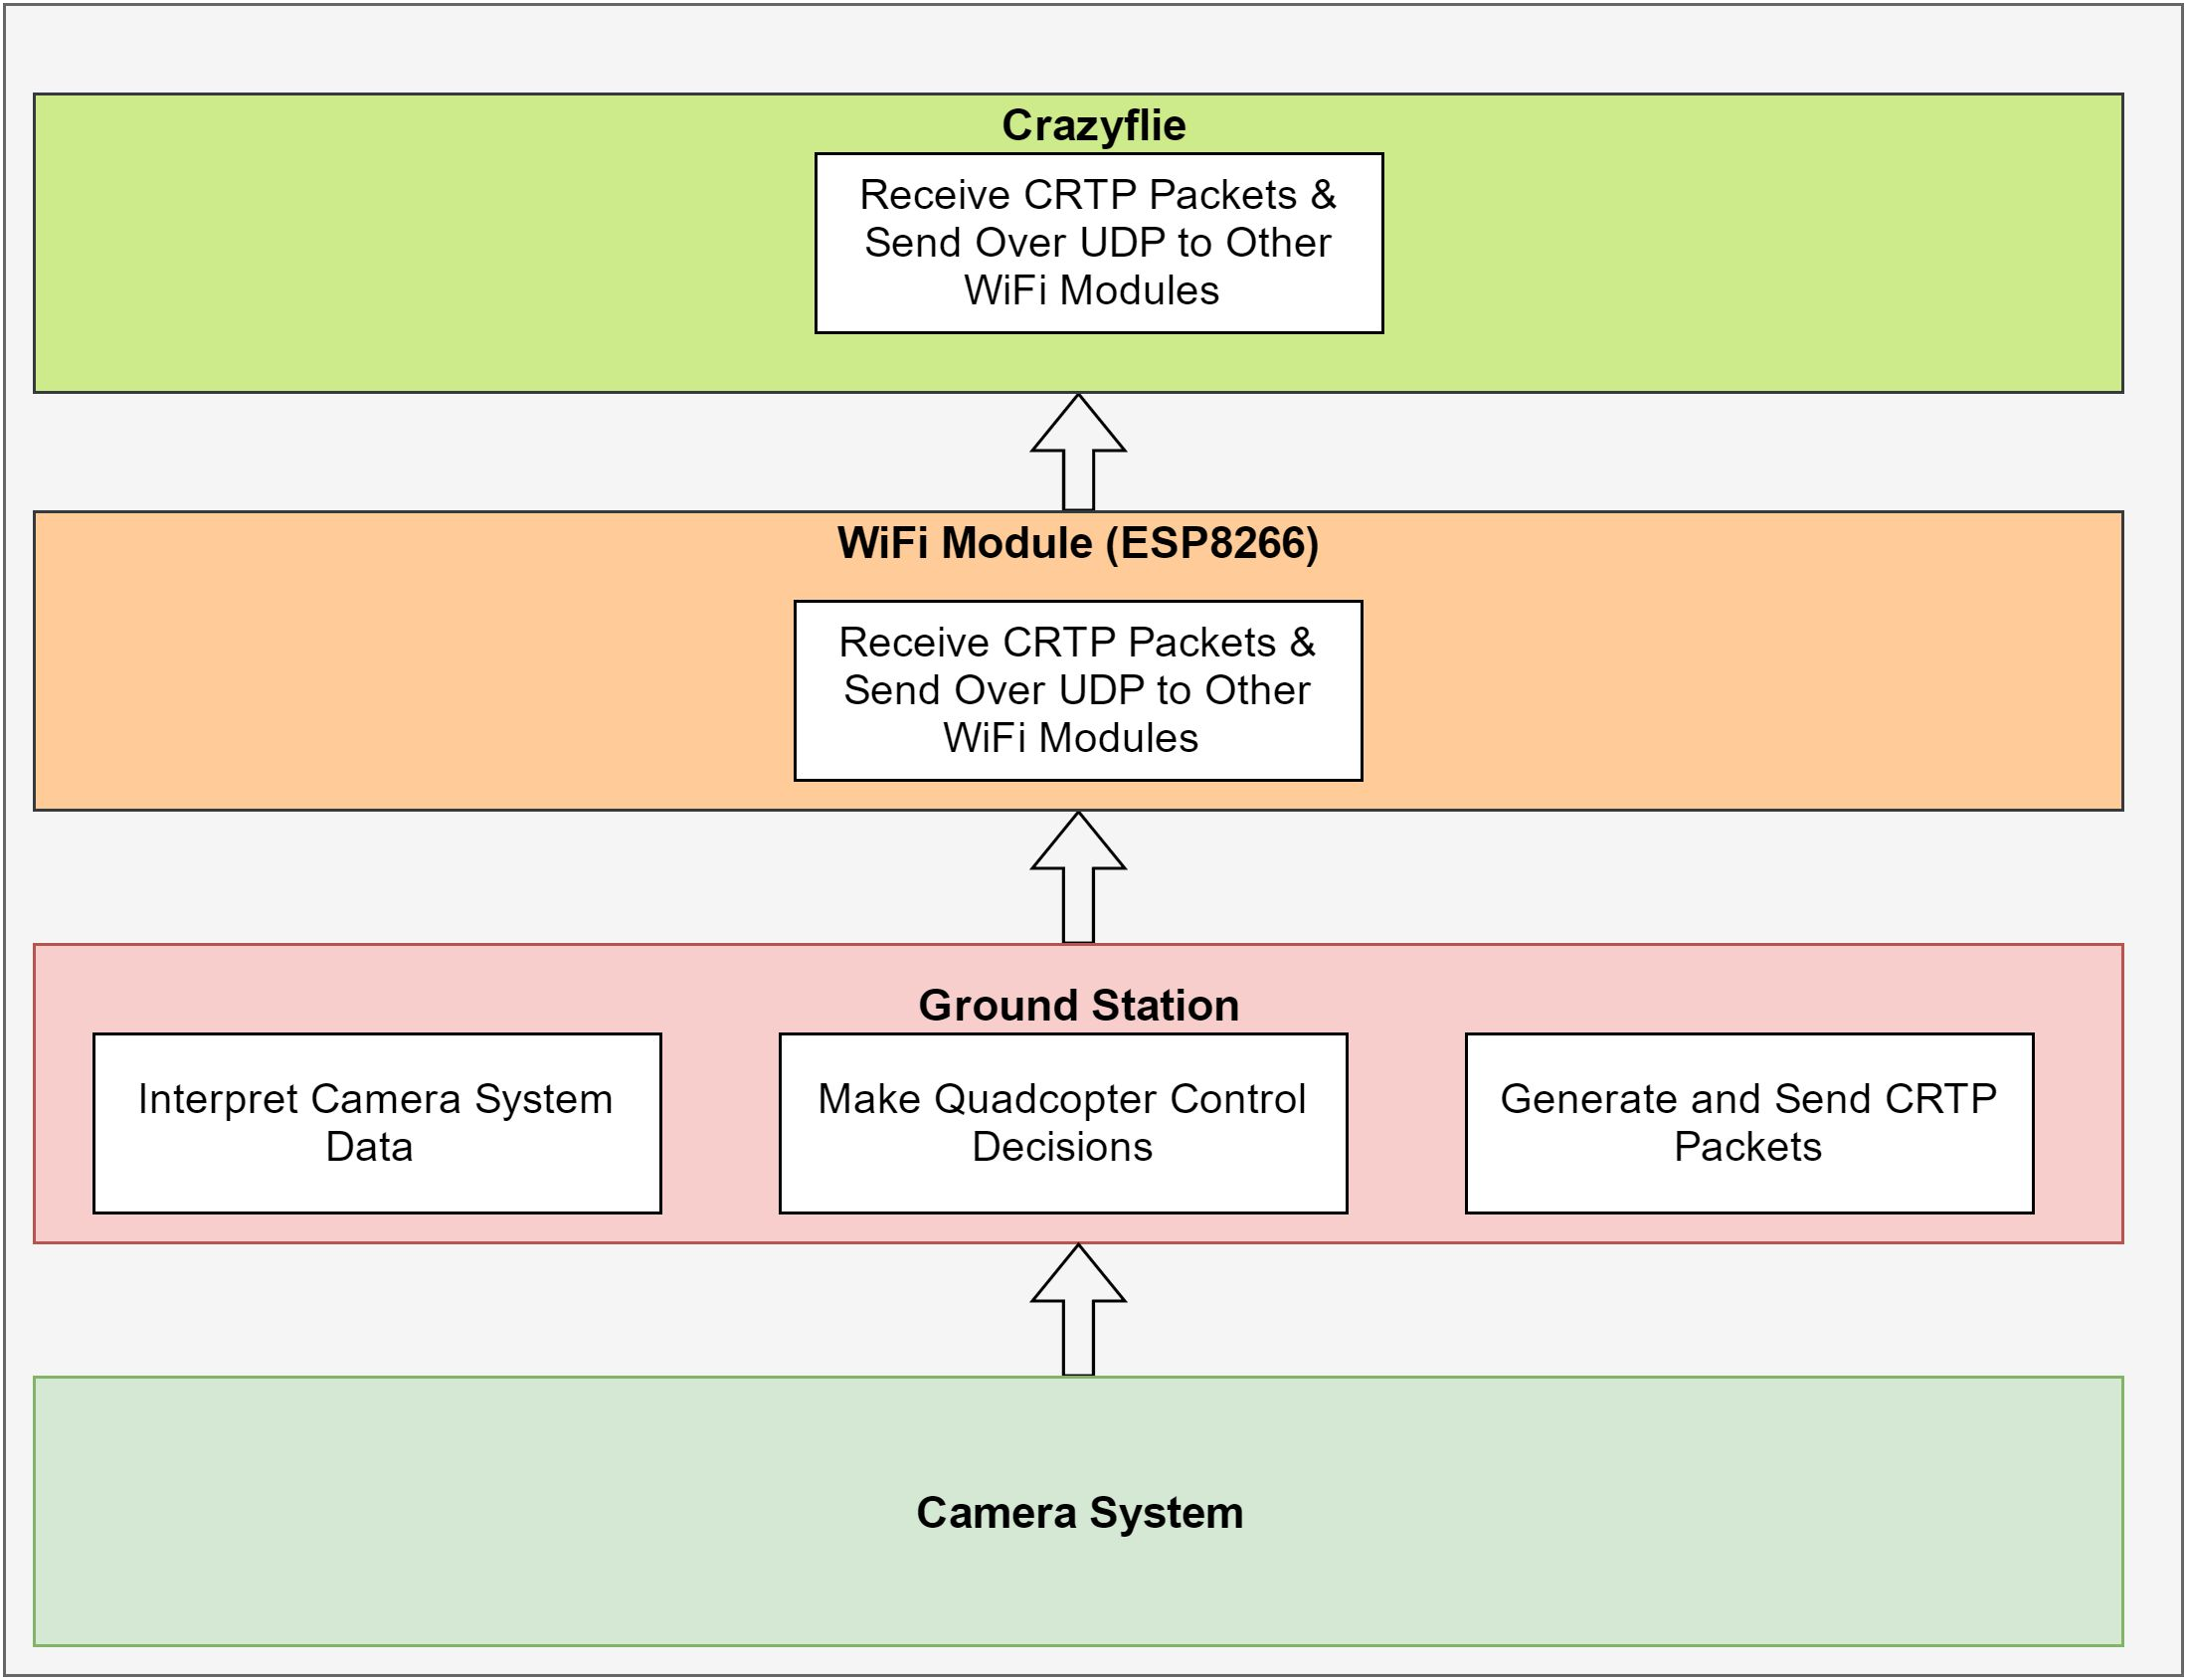 Crazyflie
Receive CRTP Packets &
Send Over UDP to Other
WiFi Modules
WiFi Module (ESP8266)
Receive CRTP Packets &
Send Over UDP to Other
WiFi Modules
Ground Station
Interpret Camera System
Data
Make Quadcopter Control
Decisions
Generate and Send CRTP
Packets
Camera System